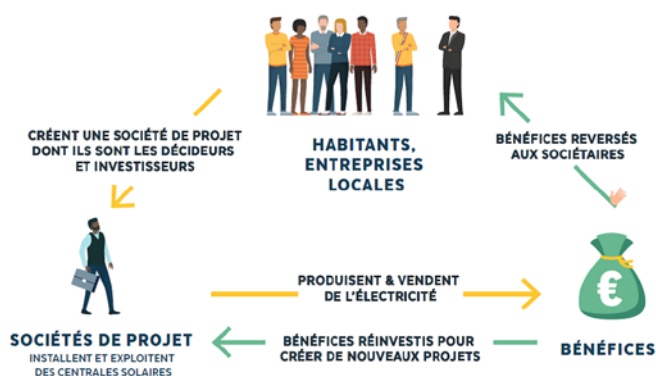 HABITANTS,
ENTREPRISES
LOCALES
CRÉENT UNE SOCIÉTÉ DE PROJET
DONT ILS SONT LES DÉCIDEURS
ET INVESTISSEURS
BÉNÉFICES REVERSÉS
AUX SOCIÉTAIRES
PRODUISENT & VENDENT
DE L'ÉLECTRICITÉ
€
SOCIÉTÉS DE PROJET
INSTALLENT ET EXPLOITENT
DES CENTRALES SOLAIRES
BÉNÉFICES RÉINVESTIS POUR
CRÉER DE NOUVEAUX PROJETS
BÉNÉFICES